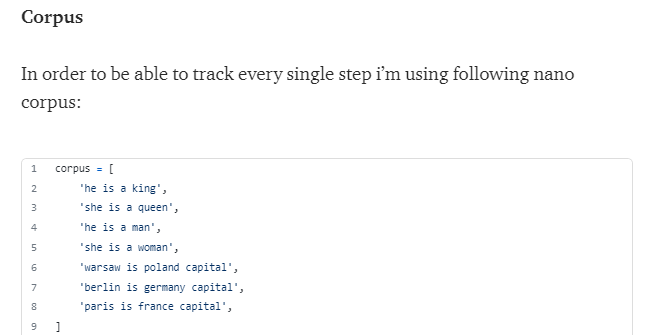 Corpus
In order to be able to track every single step i’m using following nano
corpus:
1 corpus = [
2 'he is a king',
3 'she is a queen',
4 'he is a man',
5 'she is a woman',
6 'warsaw is poland capital',
7 'berlin is germany capital',
8 'paris is france capital',
9 ]